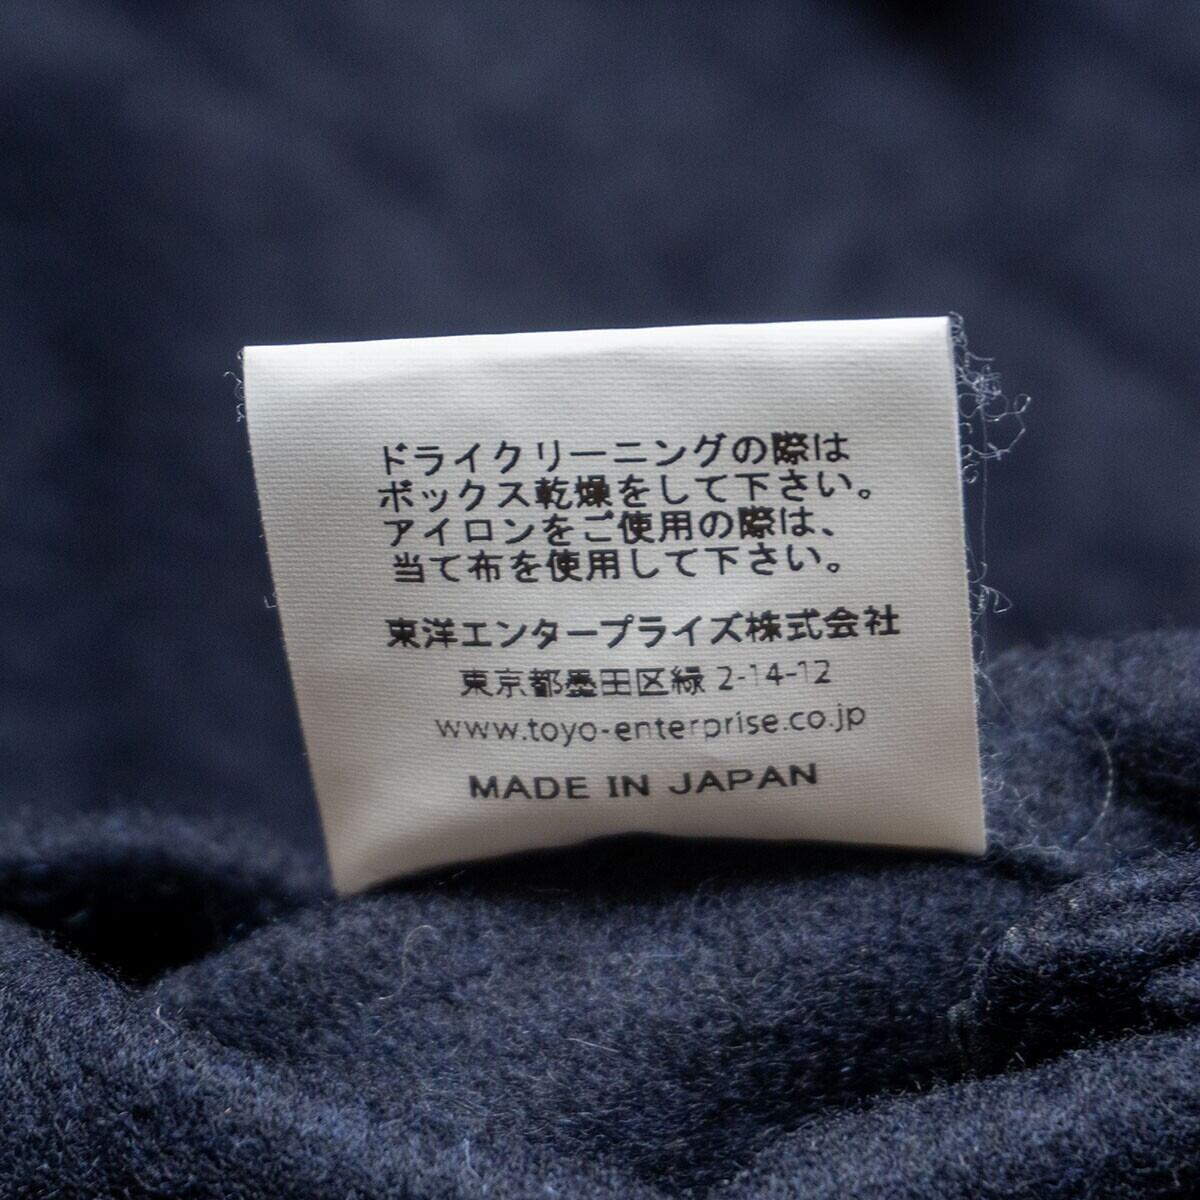 ドライクリーニングの際は
ボックス乾燥をして下さい。
アイロンをご使用の際は、
当て布を使用して下さい。
東洋エンタープライズ株式会社
東京都墨田区緑 2-14-12
www.toyo-enterprise.co.jp
MADE IN JAPAN